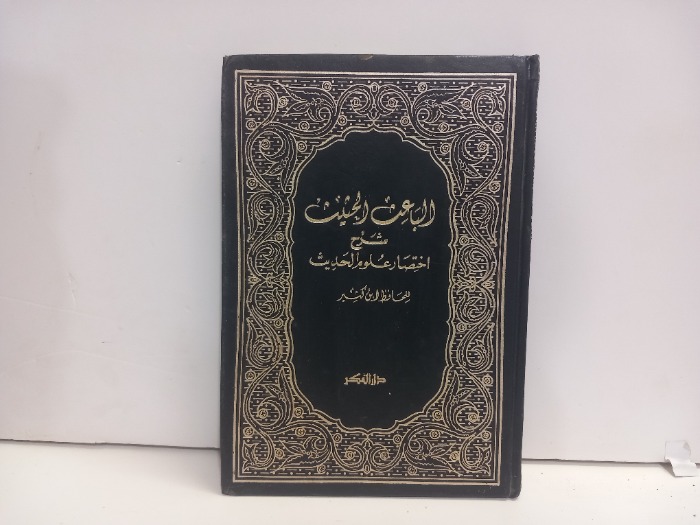 الباعث الحثيث
شرح
اختصار علوم الحديث
للحافظ ابن كثير
دار الفكر